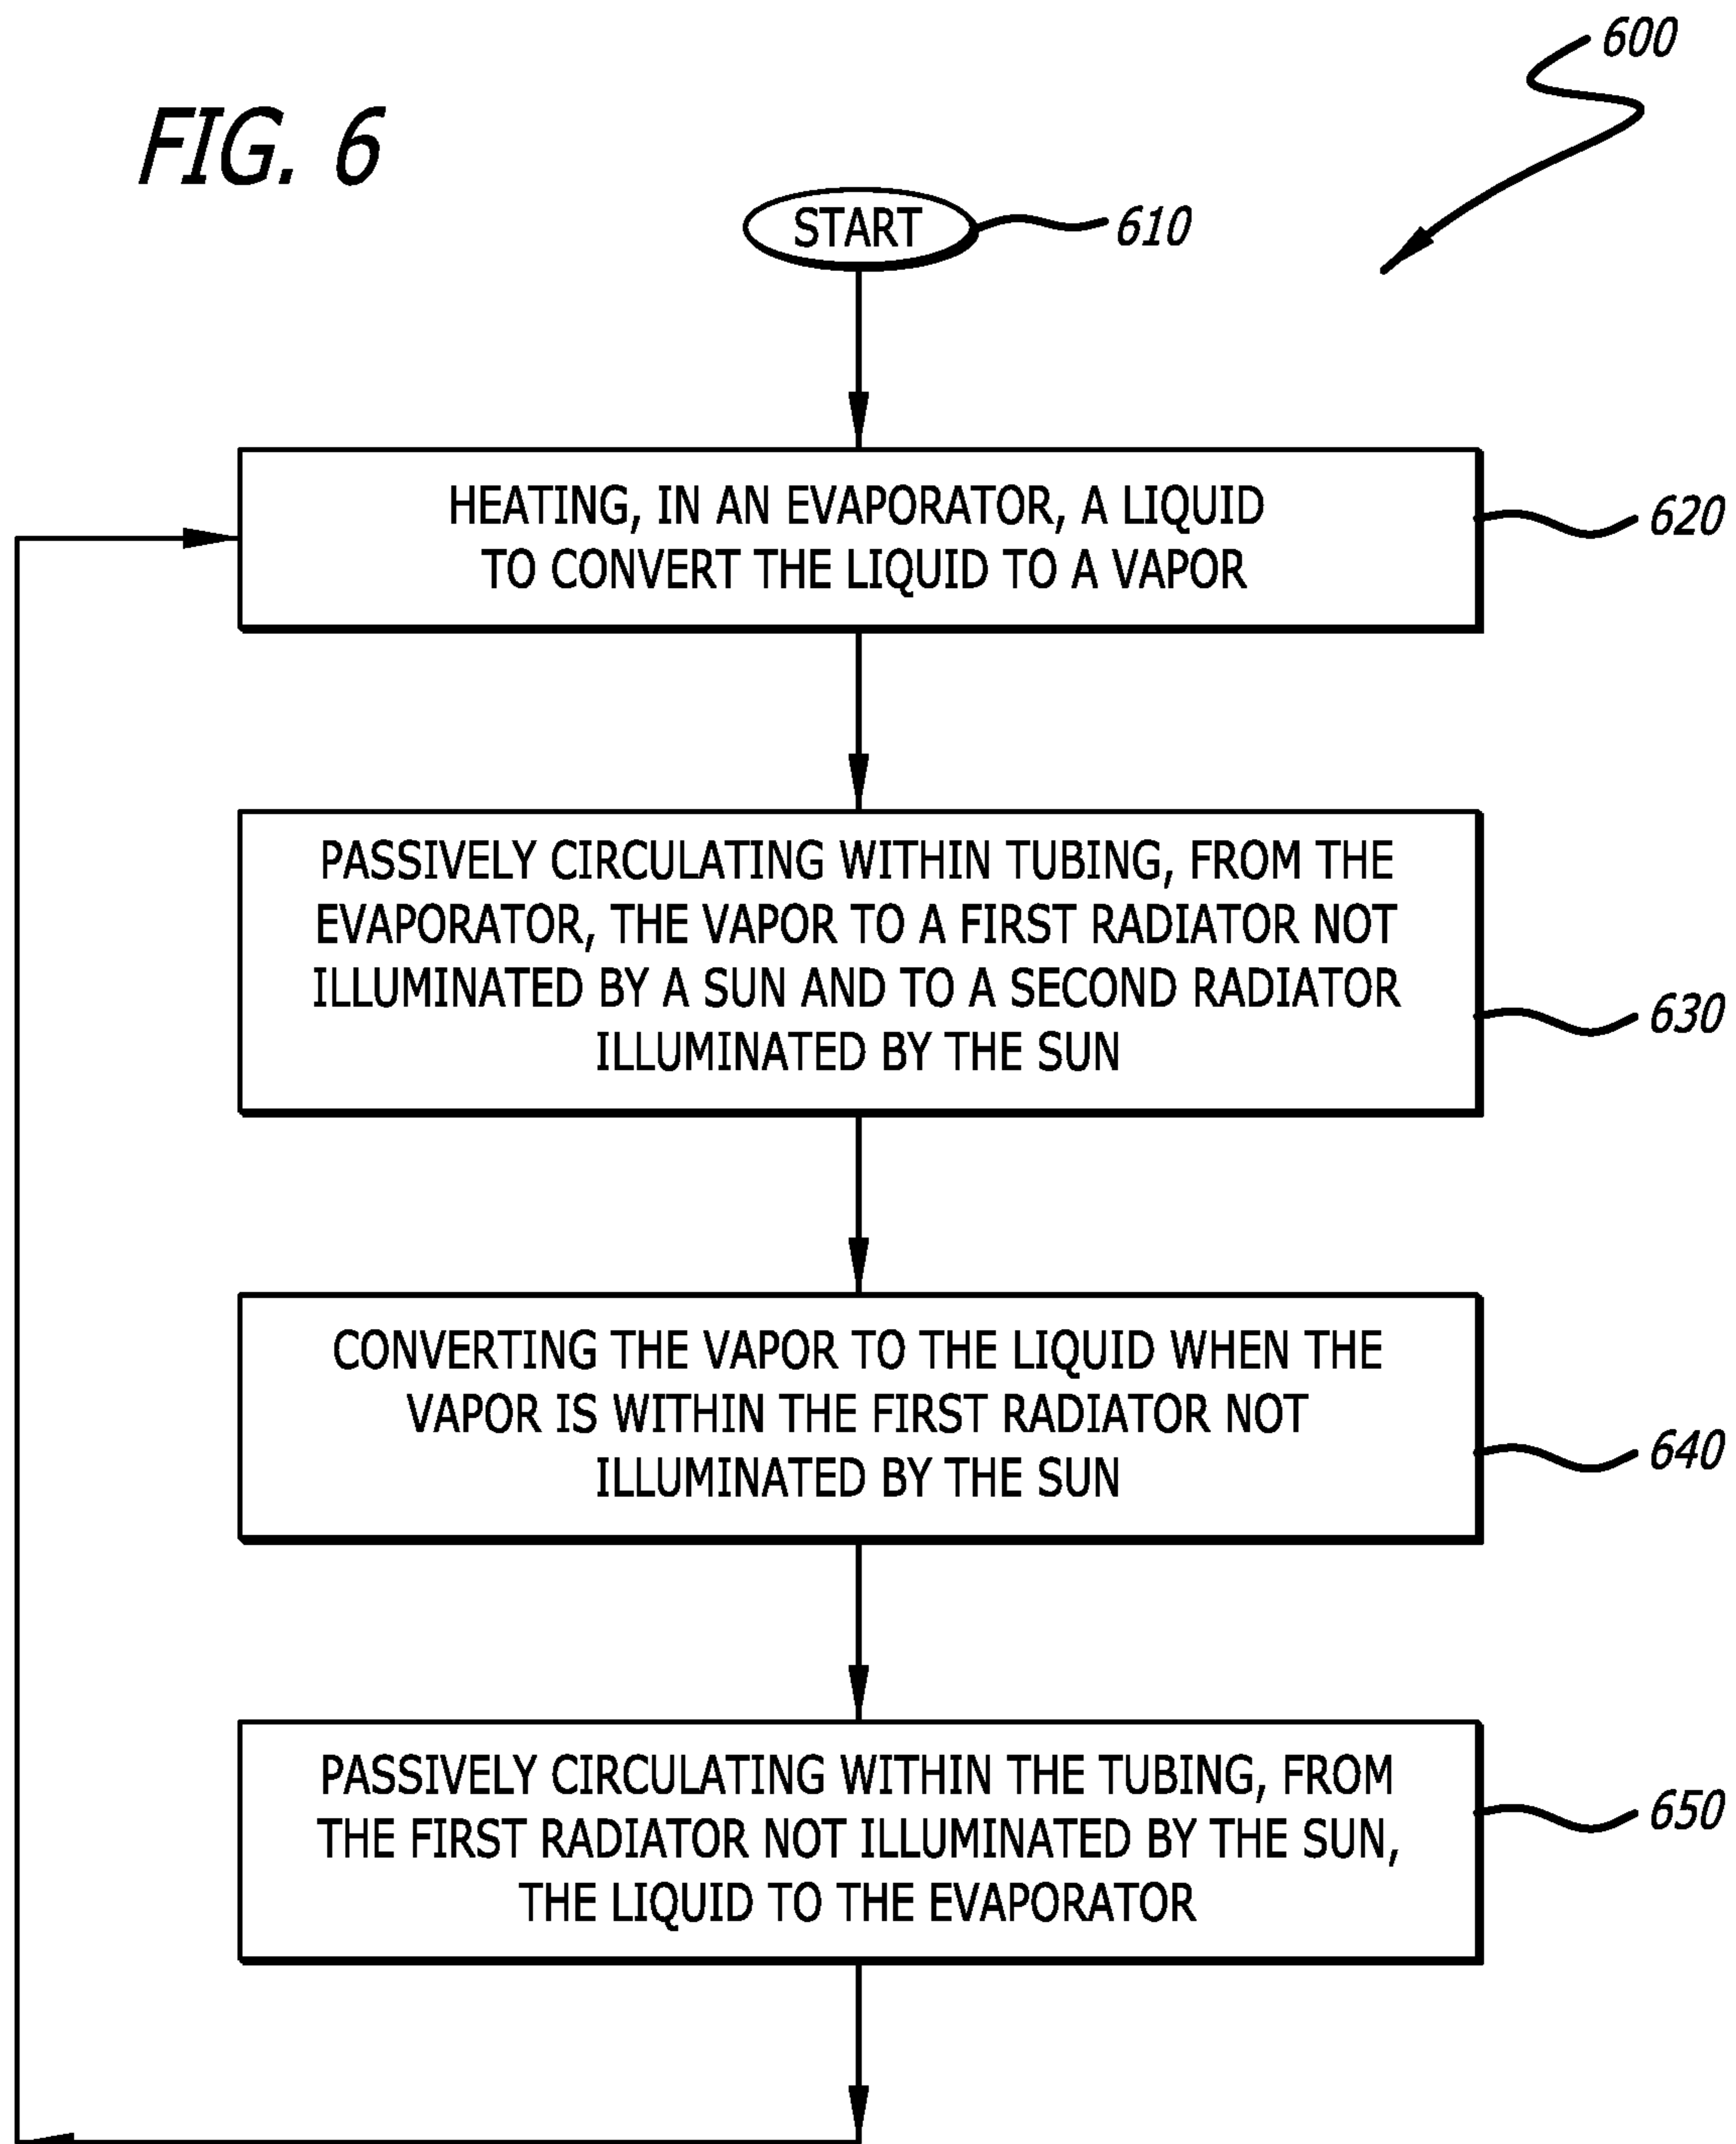 600
FIG. 6
START
610
HEATING, IN AN EVAPORATOR, A LIQUID
TO CONVERT THE LIQUID TO A VAPOR
620
PASSIVELY CIRCULATING WITHIN TUBING, FROM THE
EVAPORATOR, THE VAPOR TO A FIRST RADIATOR NOT
ILLUMINATED BY A SUN AND TO A SECOND RADIATOR
ILLUMINATED BY THE SUN
630
CONVERTING THE VAPOR TO THE LIQUID WHEN THE
VAPOR IS WITHIN THE FIRST RADIATOR NOT
ILLUMINATED BY THE SUN
640
PASSIVELY CIRCULATING WITHIN THE TUBING, FROM
THE FIRST RADIATOR NOT ILLUMINATED BY THE SUN,
THE LIQUID TO THE EVAPORATOR
650